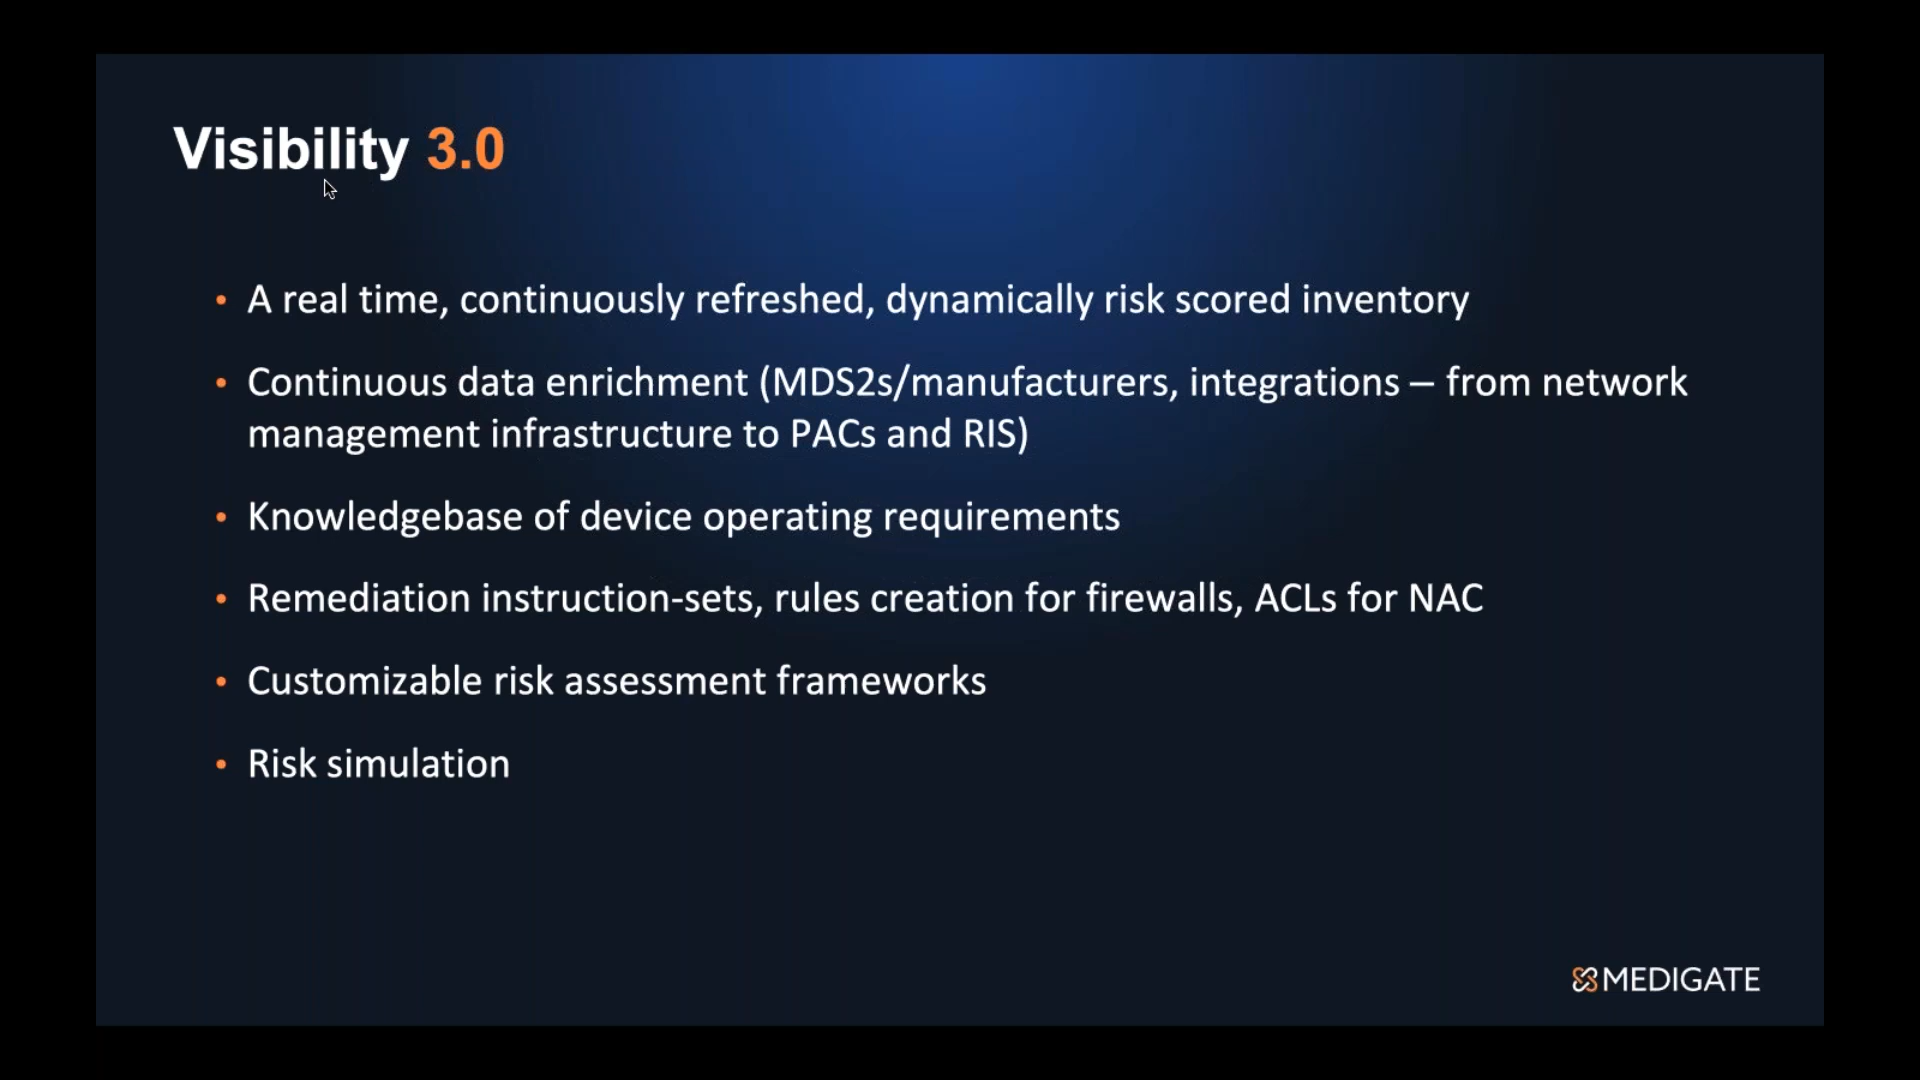 Visibility 3.0
• A real time, continuously refreshed, dynamically risk scored inventory
• Continuous data enrichment (MDS2s/manufacturers, integrations – from network
management infrastructure to PACs and RIS)
• Knowledgebase of device operating requirements
• Remediation instruction-sets, rules creation for firewalls, ACLs for NAC
• Customizable risk assessment frameworks
• Risk simulation
MEDIGATE